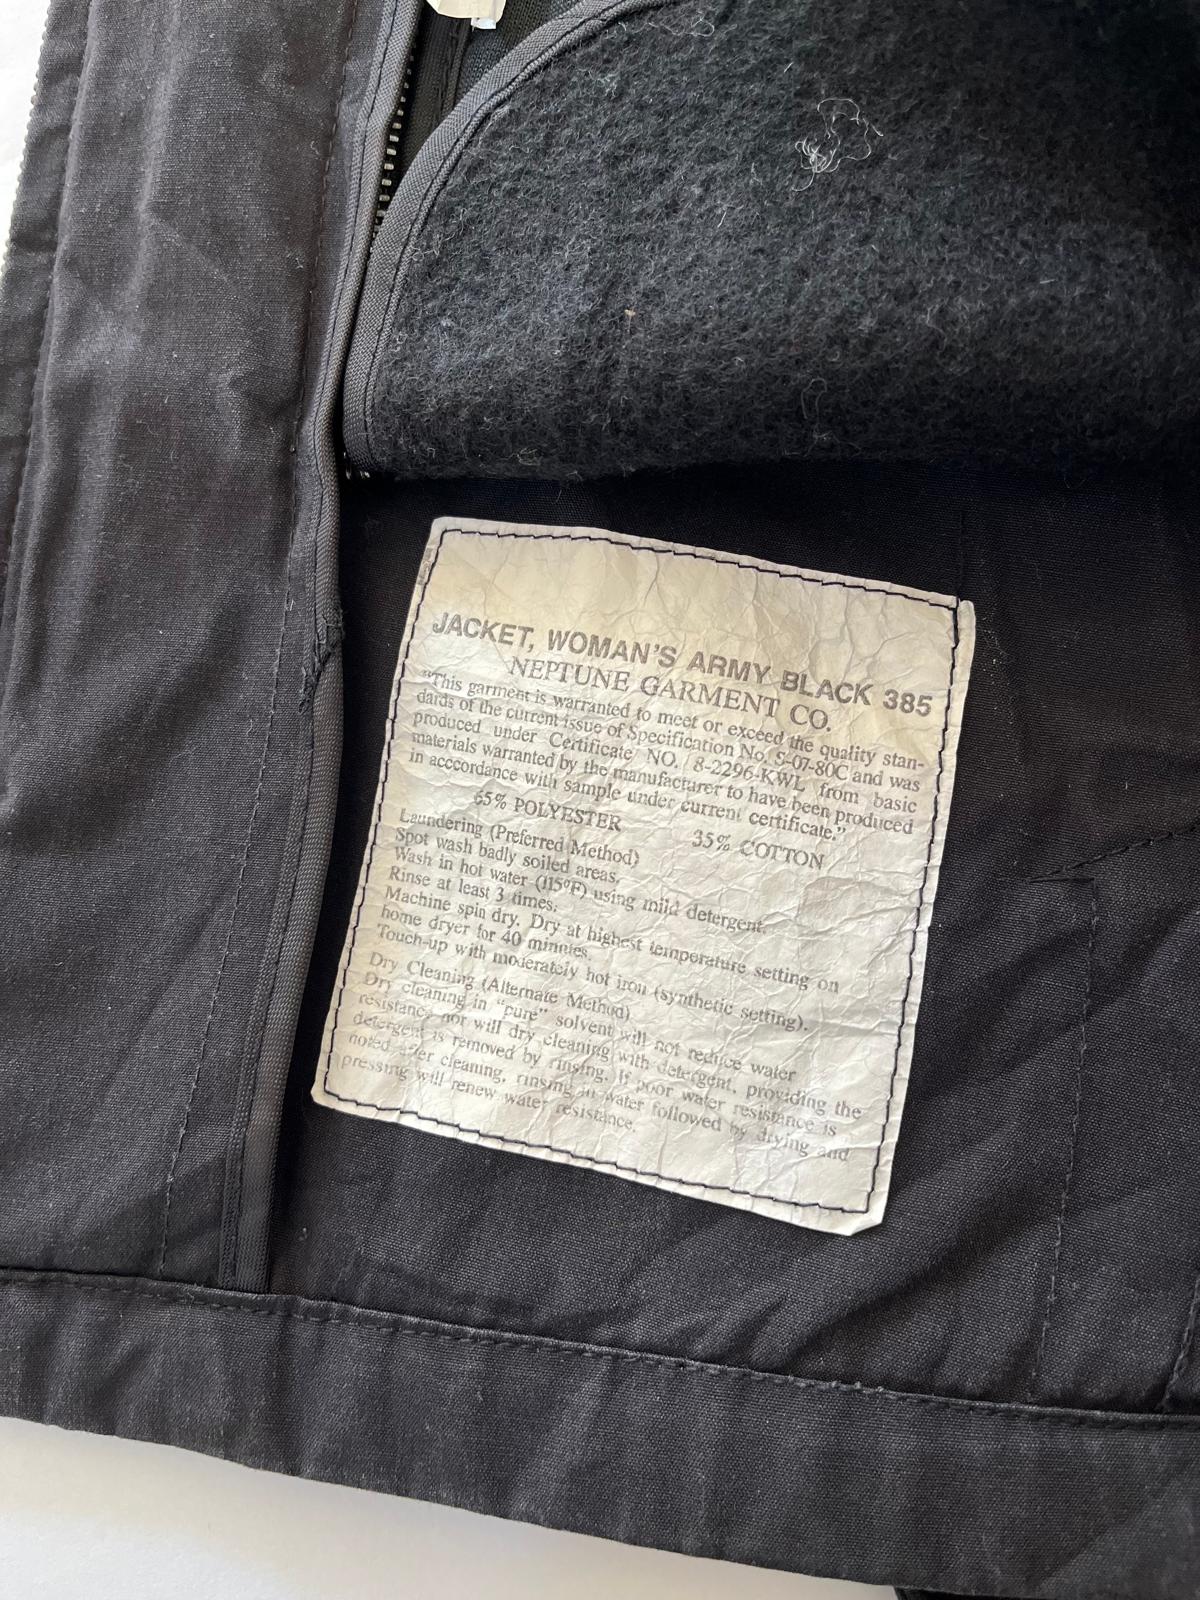 JACKET, WOMAN'S ARMY BLACK 385
NEPTUNE GARMENT CO.
"This garment is warranted to meet or exceed the quality stan-
dards of the current issue of Specification No. S-07-80C and was
produced under Certificate NO. 8-2296-KWL from basic
materials warranted by the manufacturer to have been produced
in acccordance with sample under current certificate."
65% POLYESTER 35% COTTON
Laundering (Preferred Method)
Spot wash badly soiled areas.
Wash in hot water (115°F) using mild detergent.
Rinse at least 3 times.
Machine spin dry. Dry at highest temperature setting on
home dryer for 40 minutes.
Touch-up with moderately hot iron (synthetic setting).
Dry Cleaning (Alternate Method)
Dry cleaning in "pure" solvent will not reduce water
resistance nor will dry cleaning with detergent, providing the
detergent is removed by rinsing. If poor water resistance is
noted after cleaning, rinsing in water followed by drying and
pressing will renew water resistance.